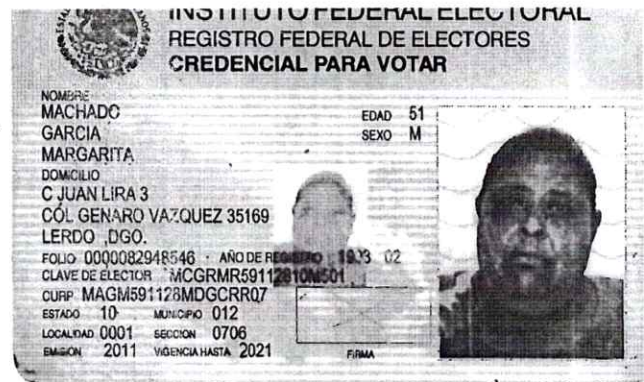 INSTITUTO FEDERAL ELECTORAL
REGISTRO FEDERAL DE ELECTORES
CREDENCIAL PARA VOTAR
NOMBRE
MACHADO
GARCIA
MARGARITA
EDAD 51
SEXO M
DOMICILIO
C JUAN LIRA 3
COL GENARO VAZQUEZ 35169
LERDO ,DGO.
FOLIO 0000082948546 AÑO DE REGISTRO 1993 02
CLAVE DE ELECTOR MCGRMR59112810M501
CURP MAGM591128MDGCRR07
ESTADO 10 MUNICIPIO 012
LOCALIDAD 0001 SECCION 0706
EMISIÓN 2011 VIGENCIA HASTA 2021
FIRMA